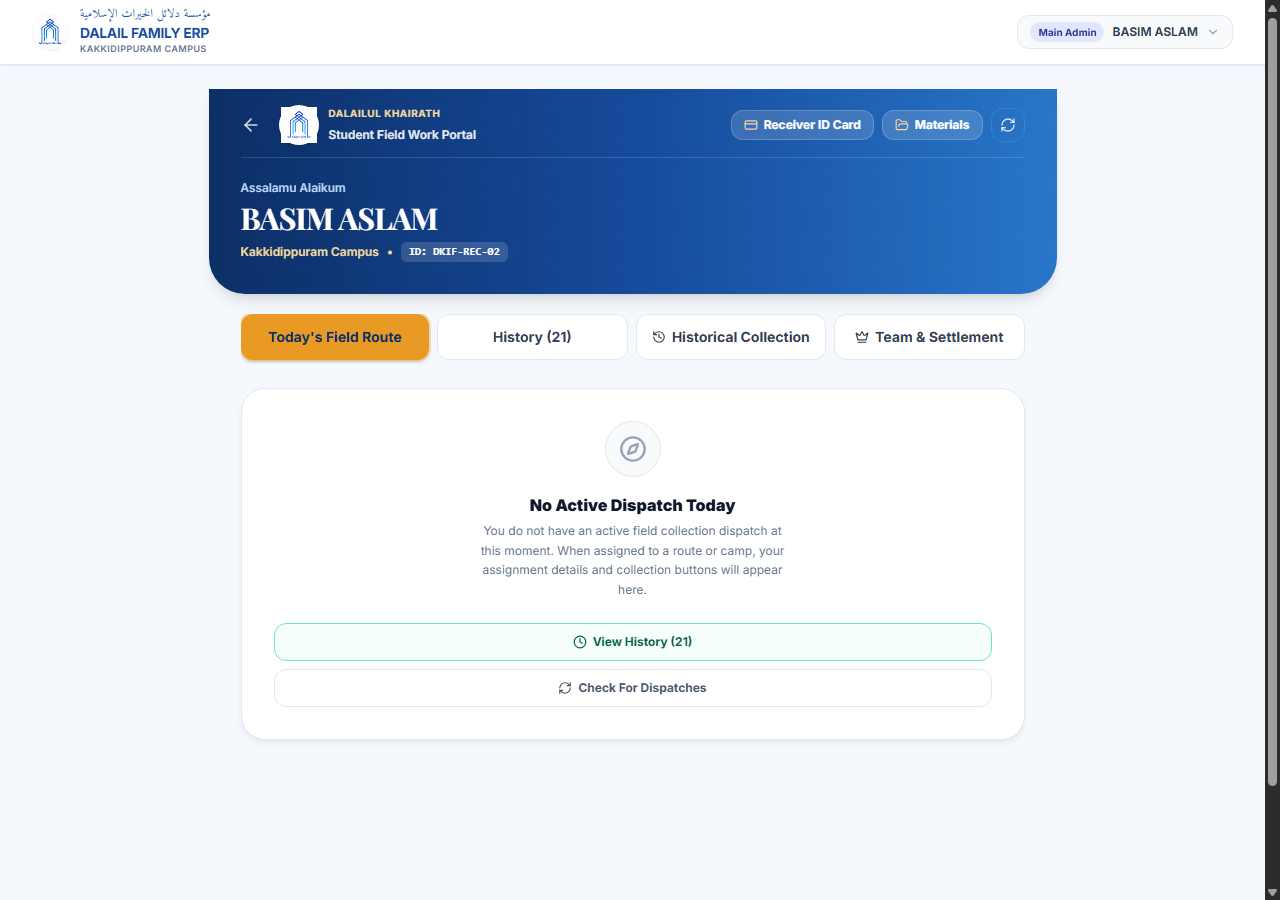 مؤسسة دلائل الخيرات الإسلامية
DALAIL FAMILY ERP
KAKKIDIPPURAM CAMPUS
Main Admin BASIM ASLAM
DALAILUL KHAIRATH
Student Field Work Portal
Receiver ID Card
Materials
Assalamu Alaikum
BASIM ASLAM
Kakkidippuram Campus • ID: DKIF-REC-02
Today's Field Route
History (21)
Historical Collection
Team & Settlement
No Active Dispatch Today
You do not have an active field collection dispatch at
this moment. When assigned to a route or camp, your
assignment details and collection buttons will appear
here.
View History (21)
Check For Dispatches